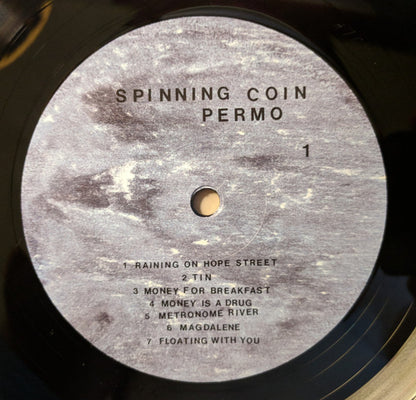 SPINNING COIN
PERMO
1
1 RAINING ON HOPE STREET
2 TIN
3 MONEY FOR BREAKFAST
4 MONEY IS A DRUG
5 METRONOME RIVER
6 MAGDALENE
7 FLOATING WITH YOU